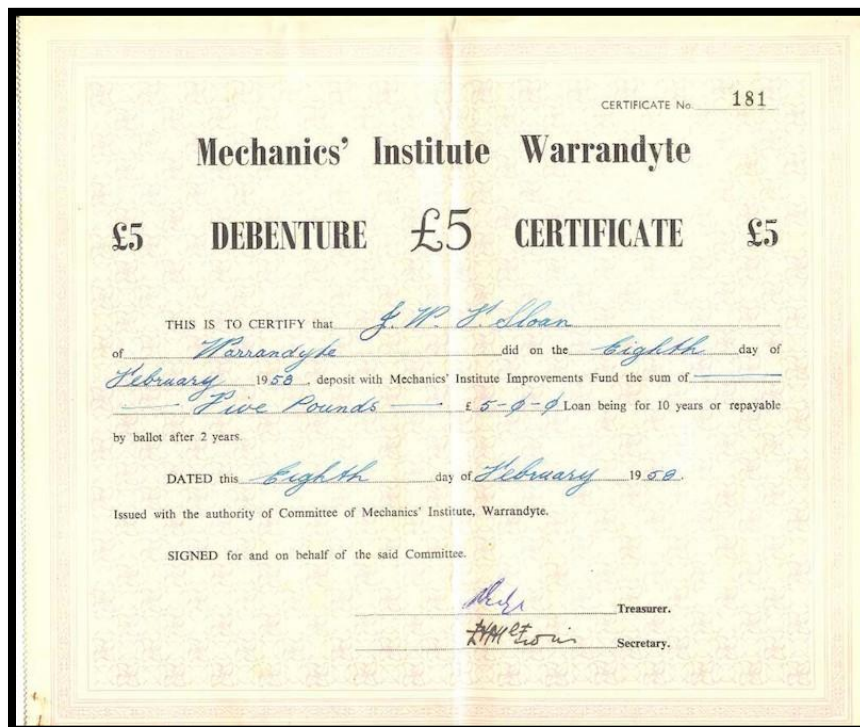 CERTIFICATE No. 181
Mechanics' Institute Warrandyte
£5 DEBENTURE £5 CERTIFICATE £5
THIS IS TO CERTIFY that J. W. H. Sloan
of Warrandyte did on the Eighth day of
February 1958, deposit with Mechanics' Institute Improvements Fund the sum of
Five Pounds £ 5-0-0 Loan being for 10 years or repayable
by ballot after 2 years.
DATED this Eighth day of February 1958.
Issued with the authority of Committee of Mechanics' Institute, Warrandyte.
SIGNED for and on behalf of the said Committee.
Treasurer.
Secretary.